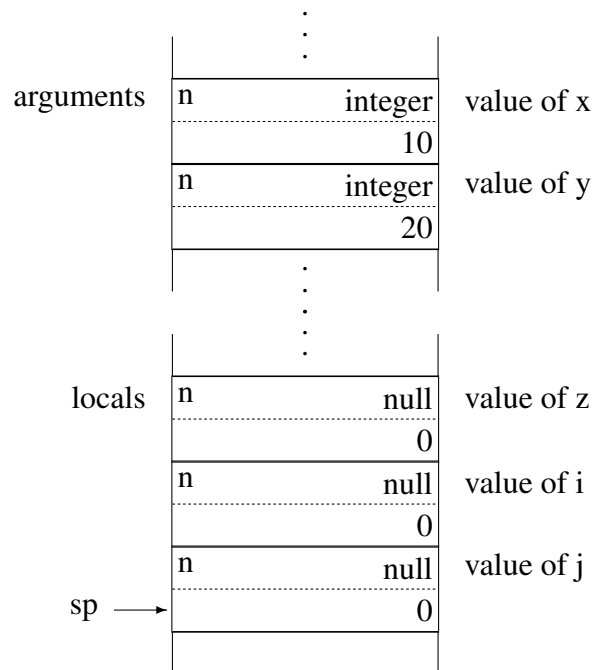 arguments n integer value of x
10
n integer value of y
20
locals n null value of z
0
n null value of i
0
n null value of j
sp 0